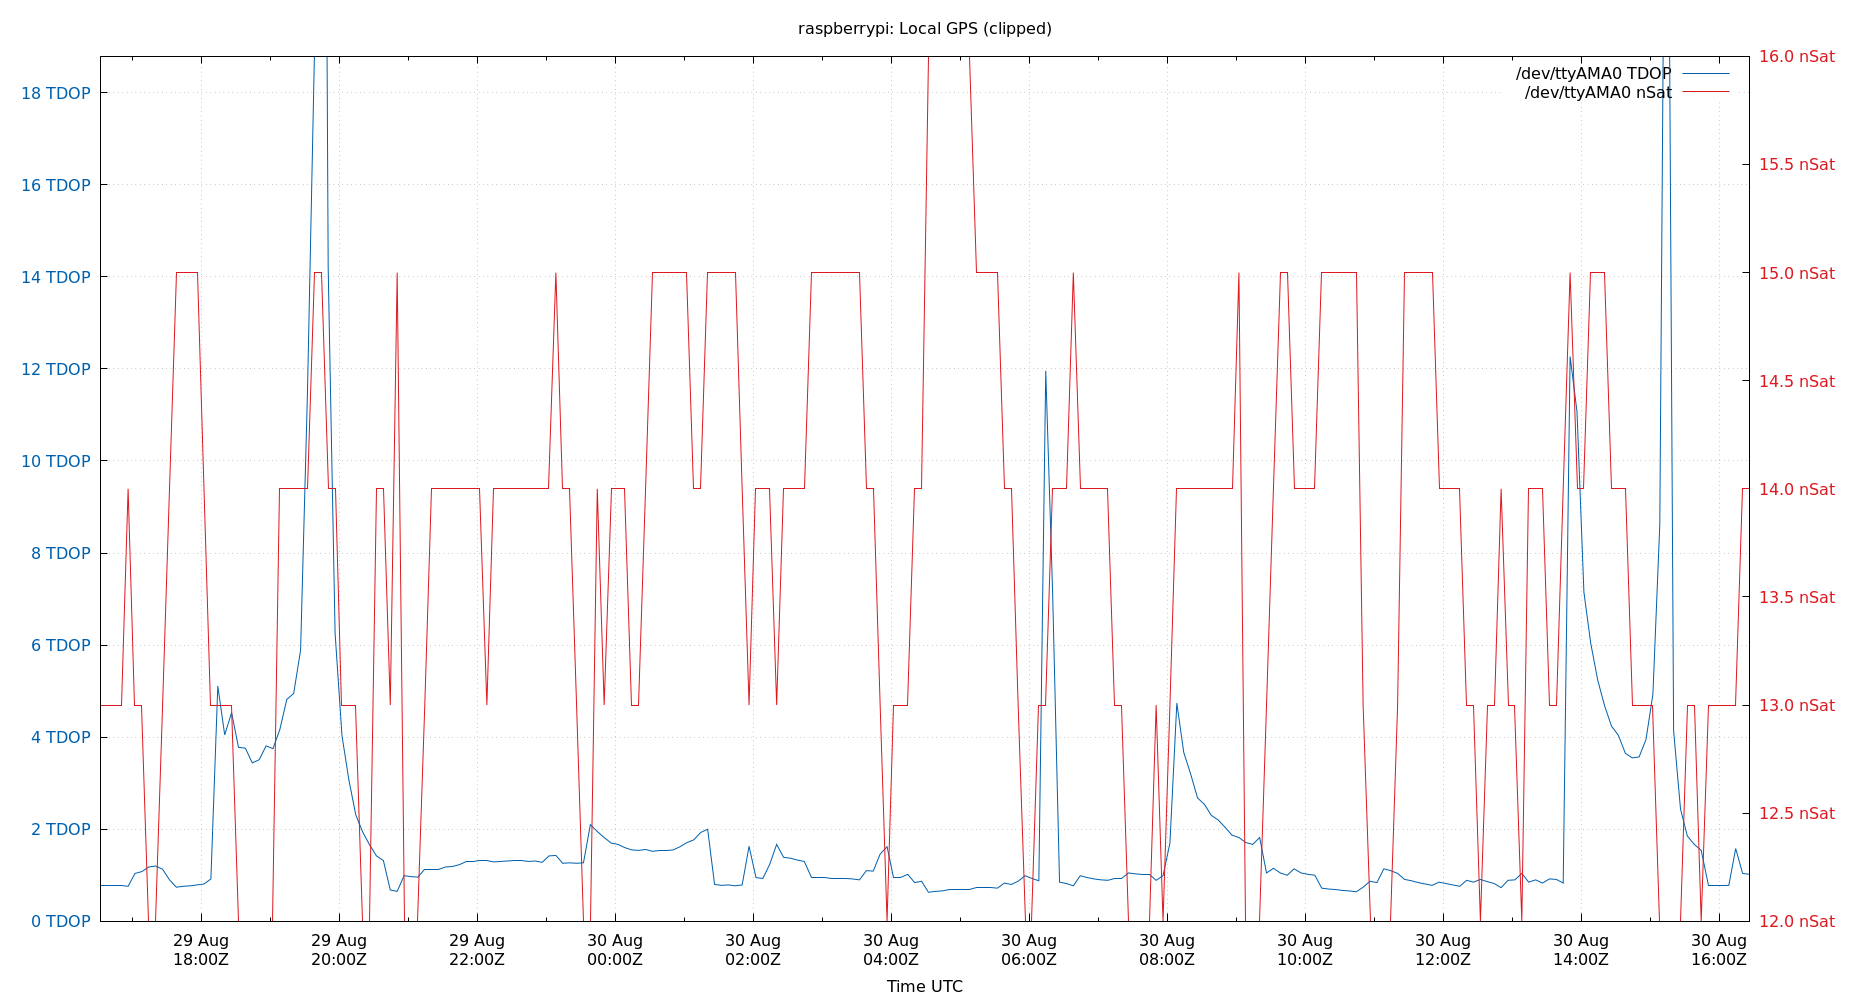 raspberrypi: Local GPS (clipped)
/dev/ttyAMA0 TDOP
/dev/ttyAMA0 nSat
18 TDOP
16 TDOP
14 TDOP
12 TDOP
10 TDOP
8 TDOP
6 TDOP
4 TDOP
2 TDOP
0 TDOP
16.0 nSat
15.5 nSat
15.0 nSat
14.5 nSat
14.0 nSat
13.5 nSat
13.0 nSat
12.5 nSat
12.0 nSat
29 Aug
18:00Z
29 Aug
20:00Z
29 Aug
22:00Z
30 Aug
00:00Z
30 Aug
02:00Z
30 Aug
04:00Z
30 Aug
06:00Z
30 Aug
08:00Z
30 Aug
10:00Z
30 Aug
12:00Z
30 Aug
14:00Z
30 Aug
16:00Z
Time UTC